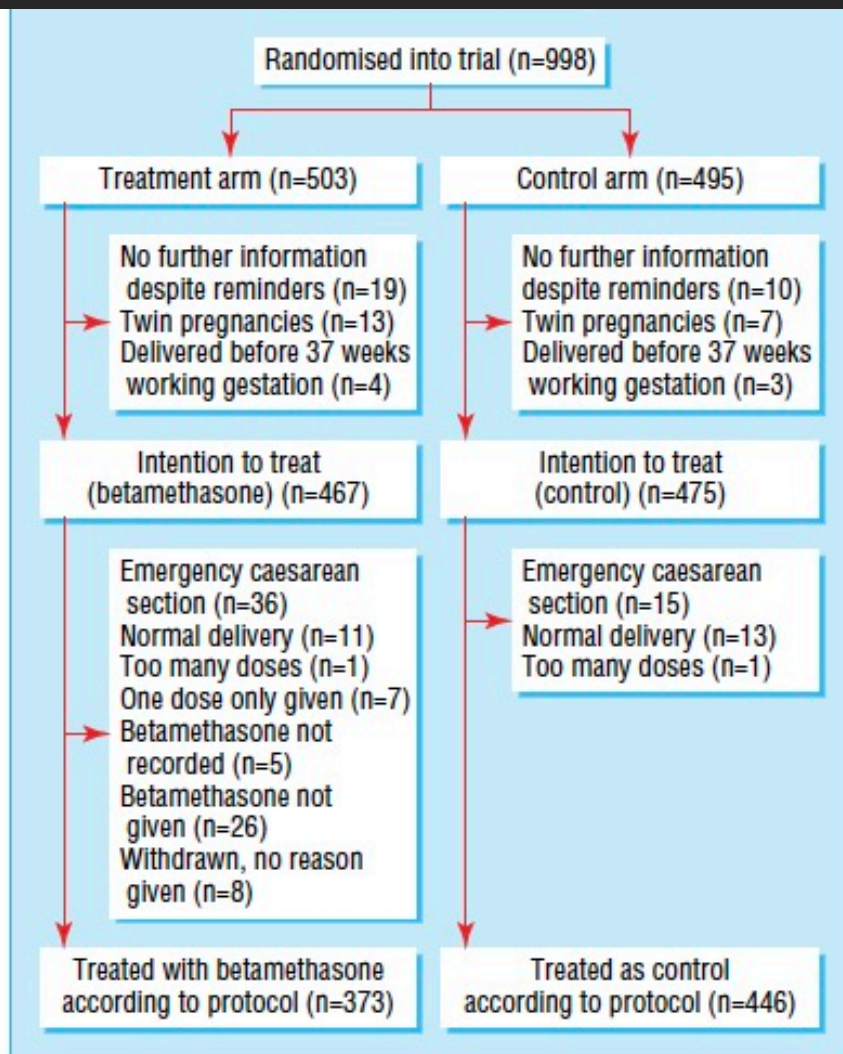 Randomised into trial (n=998)
Treatment arm (n=503)
Control arm (n=495)
No further information
despite reminders (n=19)
Twin pregnancies (n=13)
Delivered before 37 weeks
working gestation (n=4)
No further information
despite reminders (n=10)
Twin pregnancies (n=7)
Delivered before 37 weeks
working gestation (n=3)
Intention to treat
(betamethasone) (n=467)
Intention to treat
(control) (n=475)
Emergency caesarean
section (n=36)
Normal delivery (n=11)
Too many doses (n=1)
One dose only given (n=7)
Betamethasone not
recorded (n=5)
Betamethasone not
given (n=26)
Withdrawn, no reason
given (n=8)
Emergency caesarean
section (n=15)
Normal delivery (n=13)
Too many doses (n=1)
Treated with betamethasone
according to protocol (n=373)
Treated as control
according to protocol (n=446)